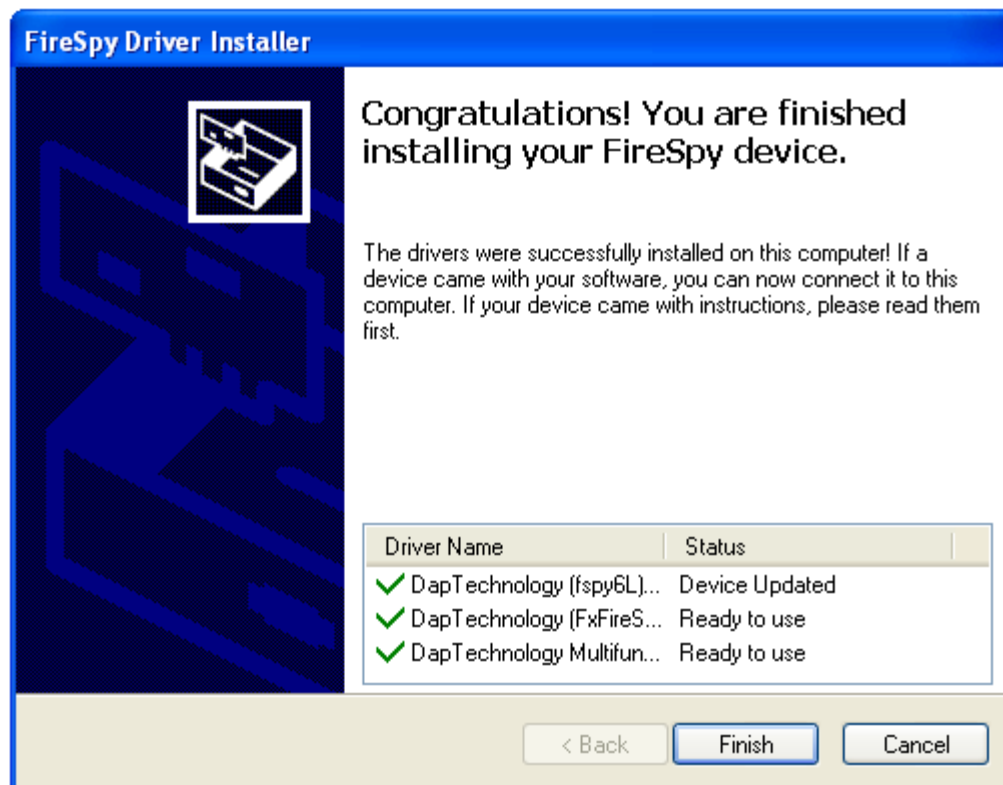 FireSpy Driver Installer
Congratulations! You are finished
installing your FireSpy device.
The drivers were successfully installed on this computer! If a
device came with your software, you can now connect it to this
computer. If your device came with instructions, please read them
first.
Driver Name Status
DapTechnology (fspy6L)... Device Updated
DapTechnology (FxFireS... Ready to use
DapTechnology Multifun... Ready to use
< Back Finish Cancel